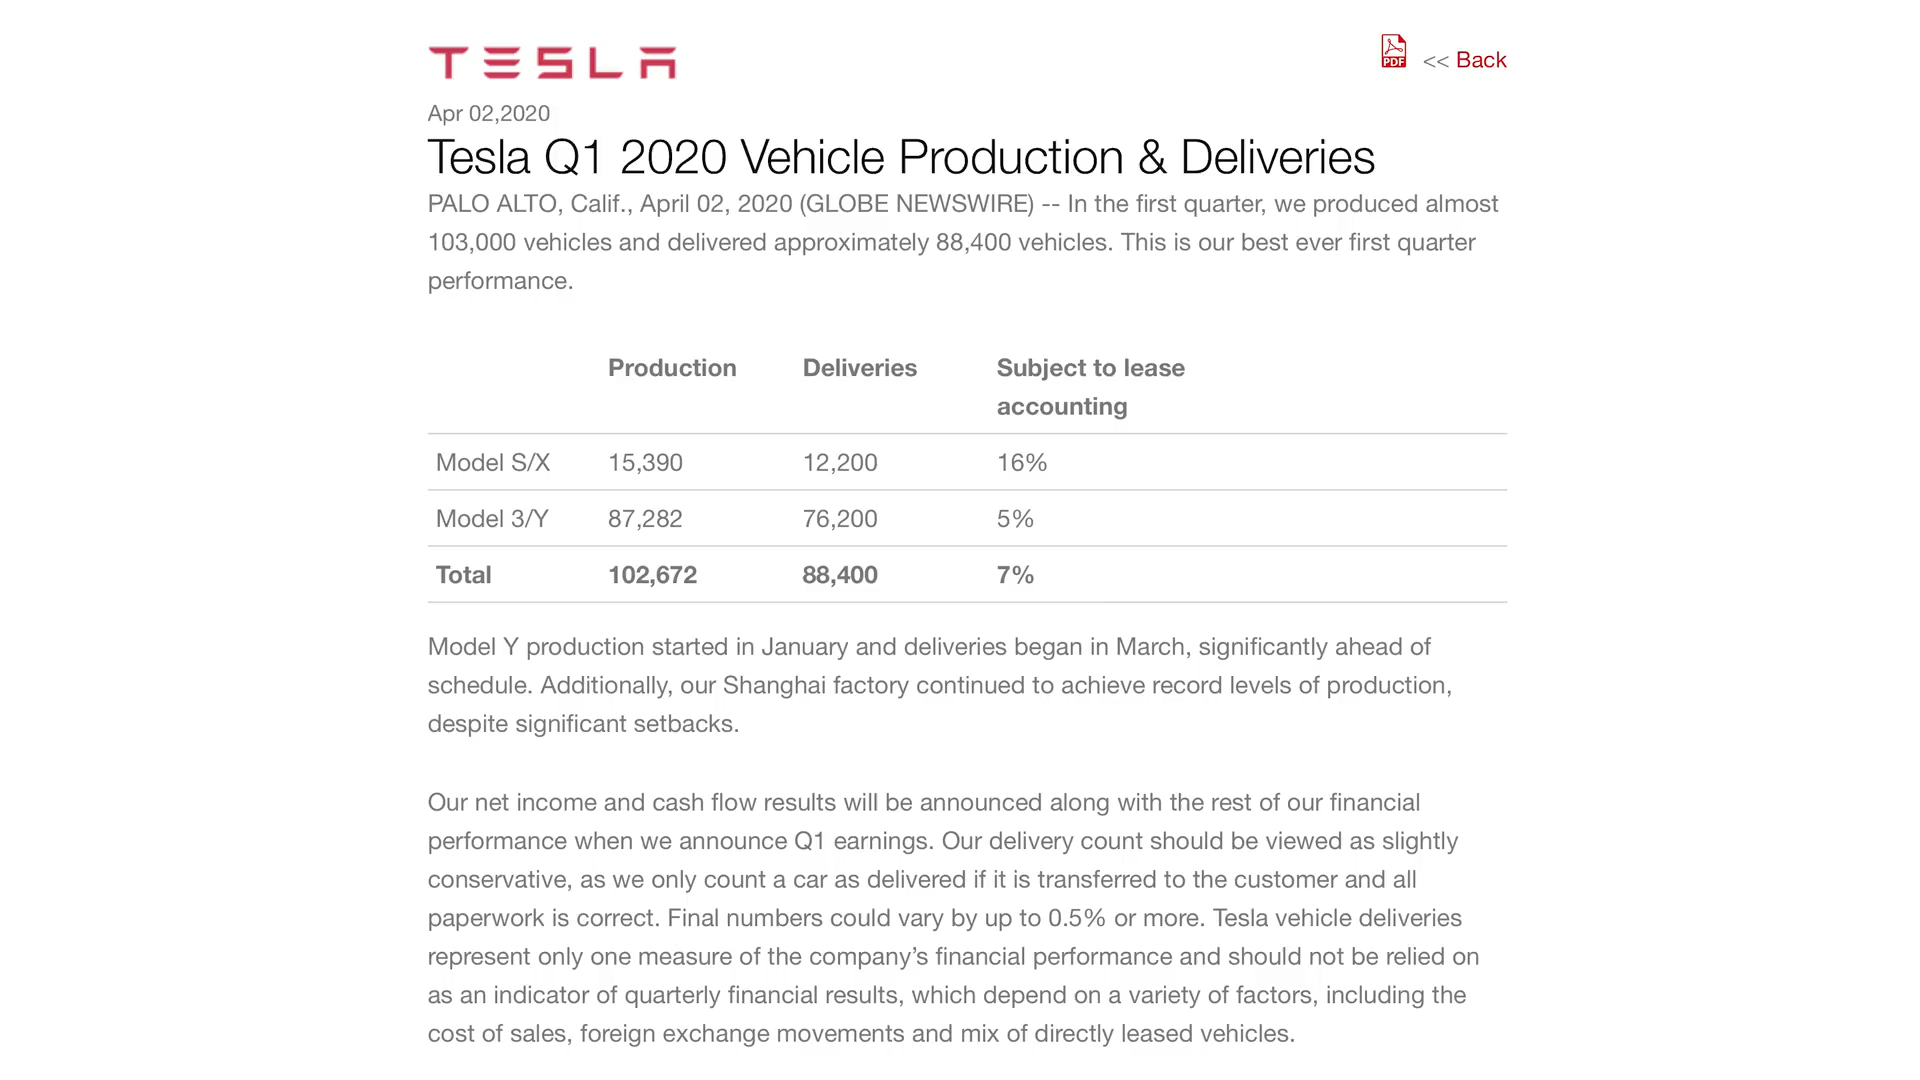 TESLA
PDF << Back
Apr 02,2020
Tesla Q1 2020 Vehicle Production & Deliveries
PALO ALTO, Calif., April 02, 2020 (GLOBE NEWSWIRE) -- In the first quarter, we produced almost
103,000 vehicles and delivered approximately 88,400 vehicles. This is our best ever first quarter
performance.
Production Deliveries Subject to lease
accounting
Model S/X 15,390 12,200 16%
Model 3/Y 87,282 76,200 5%
Total 102,672 88,400 7%
Model Y production started in January and deliveries began in March, significantly ahead of
schedule. Additionally, our Shanghai factory continued to achieve record levels of production,
despite significant setbacks.
Our net income and cash flow results will be announced along with the rest of our financial
performance when we announce Q1 earnings. Our delivery count should be viewed as slightly
conservative, as we only count a car as delivered if it is transferred to the customer and all
paperwork is correct. Final numbers could vary by up to 0.5% or more. Tesla vehicle deliveries
represent only one measure of the company’s financial performance and should not be relied on
as an indicator of quarterly financial results, which depend on a variety of factors, including the
cost of sales, foreign exchange movements and mix of directly leased vehicles.